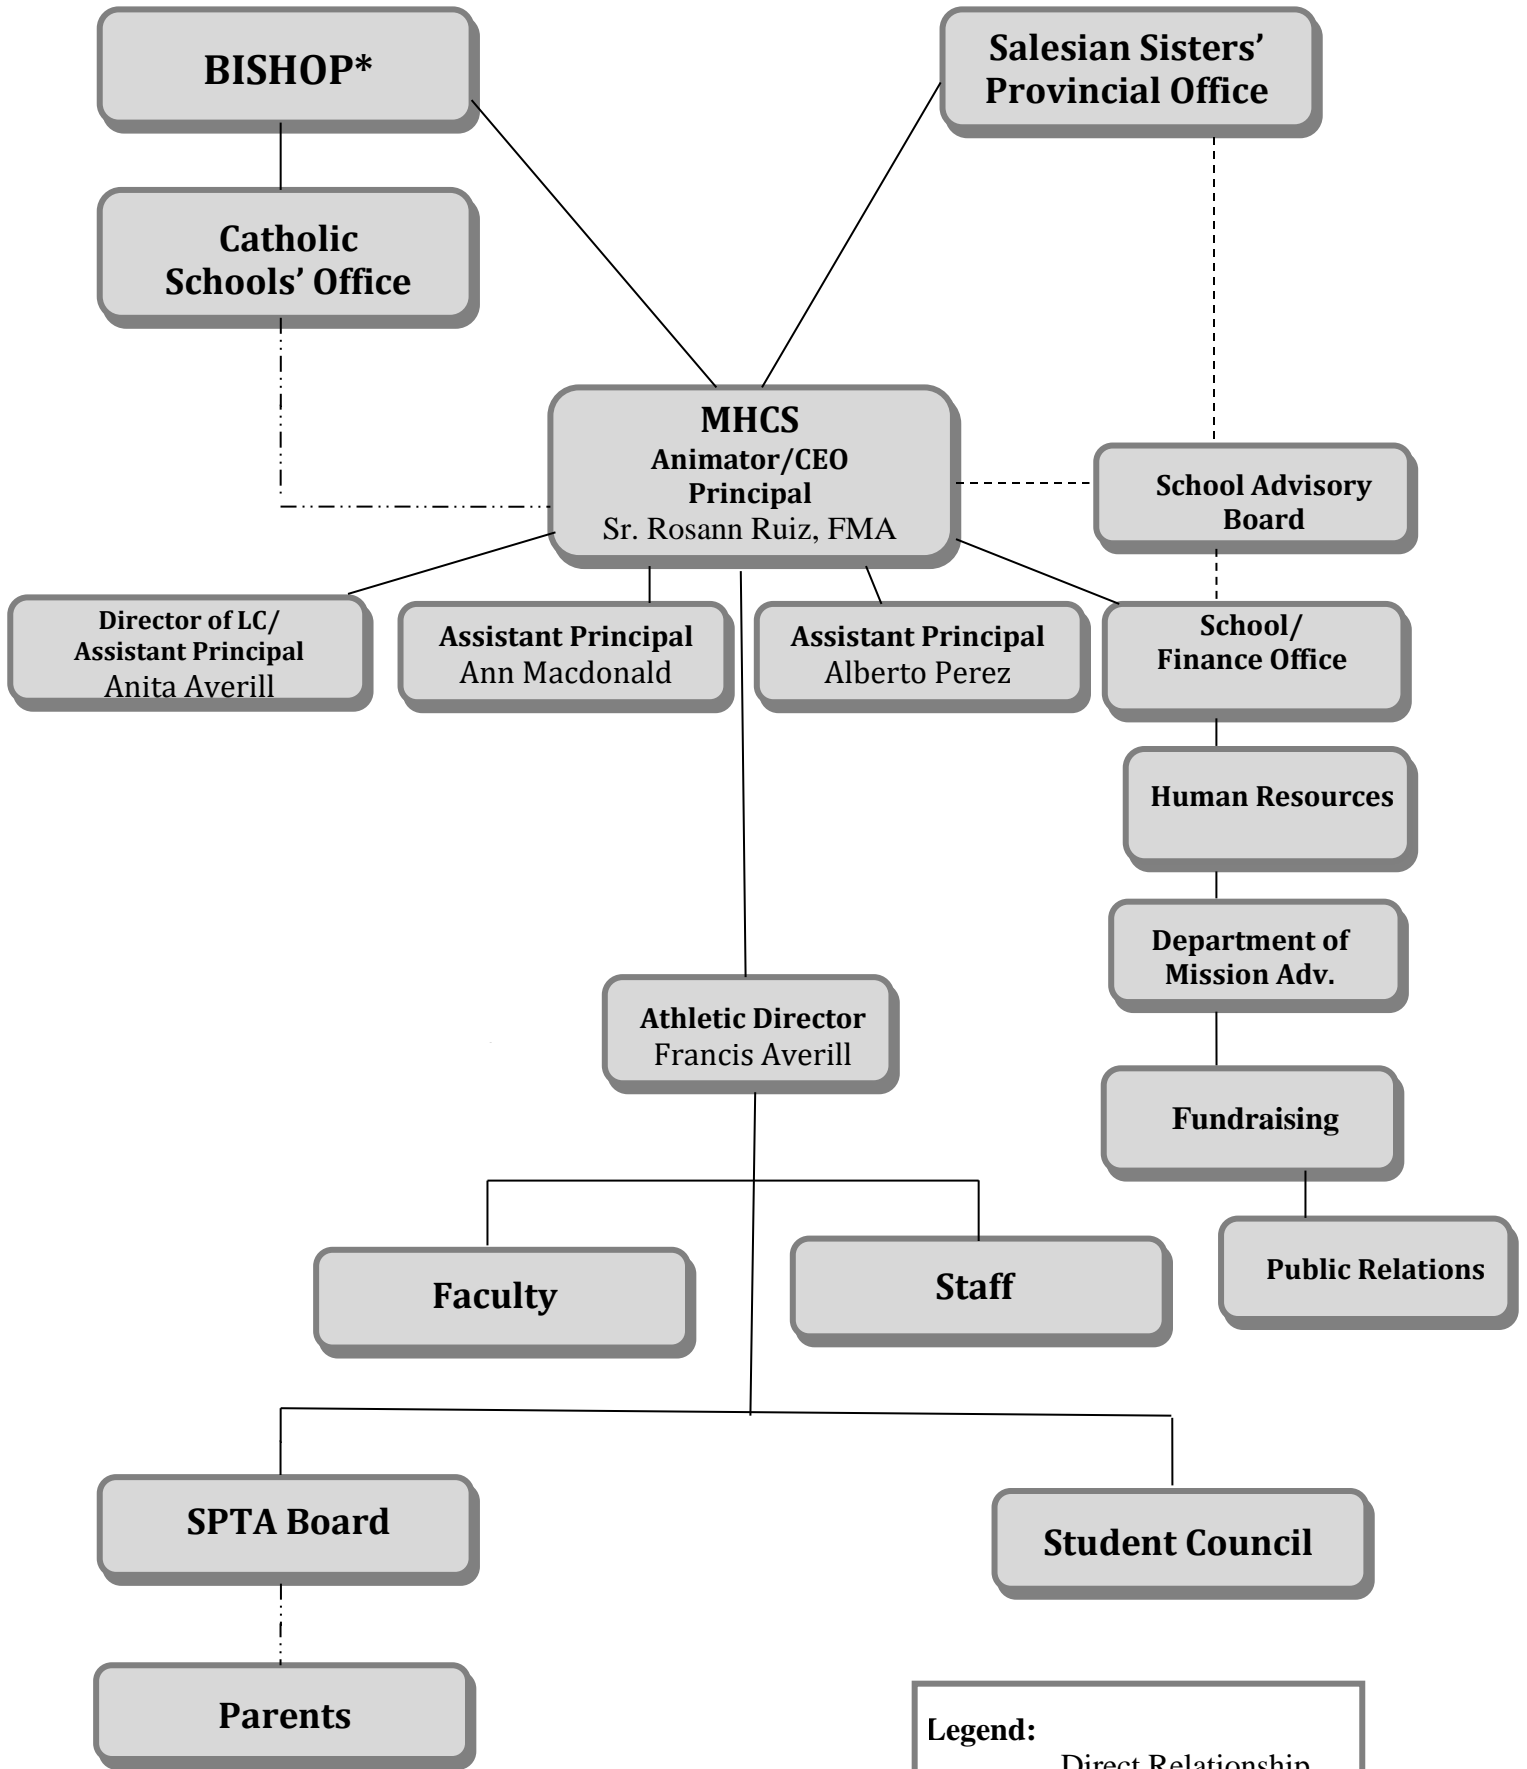 BISHOP*
Salesian Sisters’
Provincial Office
Catholic
Schools’ Office
MHCS
Animator/CEO
Principal
Sr. Rosann Ruiz, FMA
School Advisory
Board
Director of LC/
Assistant Principal
Anita Averill
Assistant Principal
Ann Macdonald
Assistant Principal
Alberto Perez
School/
Finance Office
Human Resources
Department of
Mission Adv.
Athletic Director
Francis Averill
Fundraising
Faculty
Staff
Public Relations
SPTA Board
Student Council
Parents
Legend:
Direct Relationship